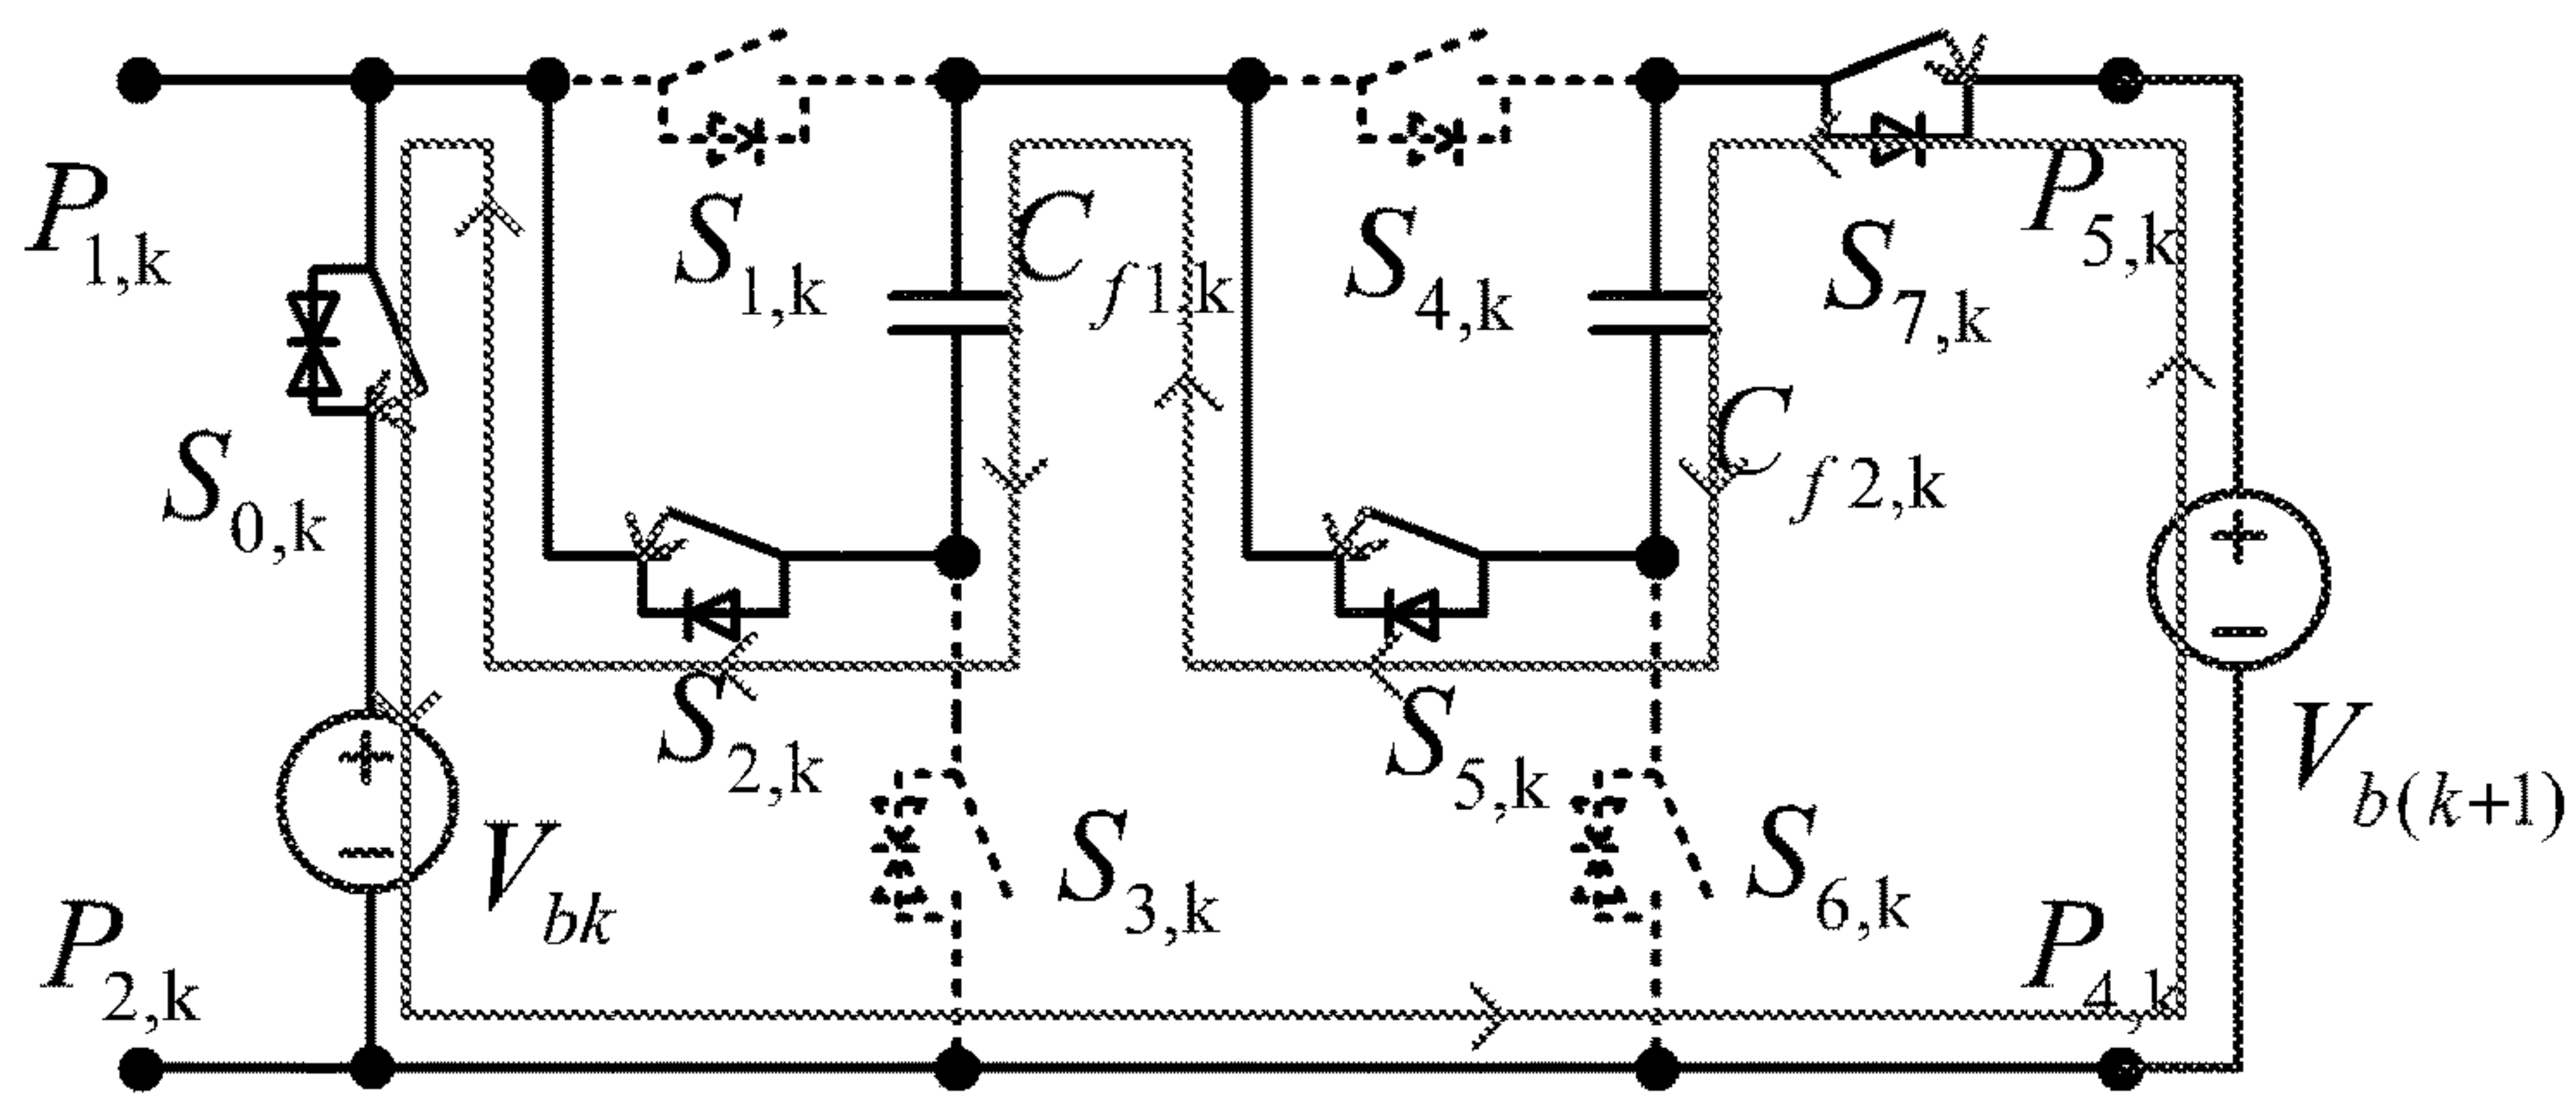 P1,k
S1,k
Cf1,k
S4,k
S7,k
P5,k
S0,k
Cf2,k
S2,k
S5,k
+
−
Vb(k+1)
+
−
Vbk
S3,k
S6,k
P2,k
P4,k